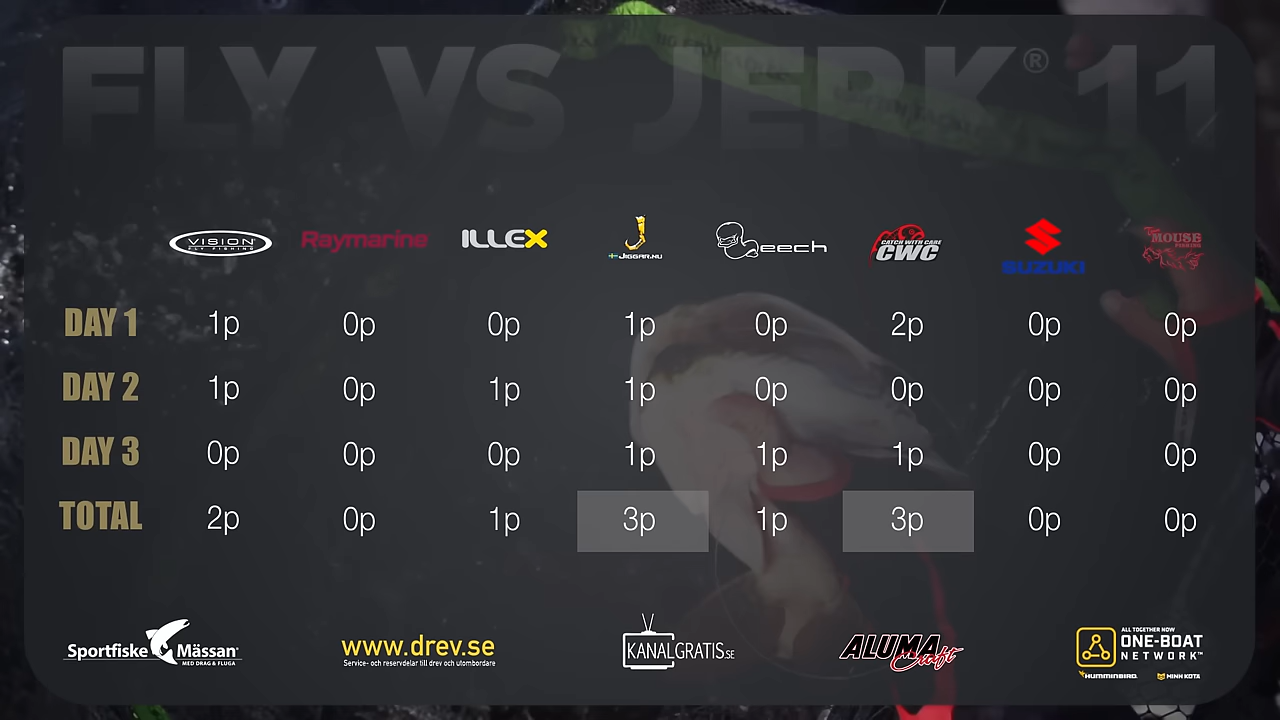 FLY VS JERK® 11
VISION
FLY FISHING
Raymarine
ILLEX
JIGGAR.NU
eech
CATCH WITH CARE
CWC
SUZUKI
MOUSE
FISHING
DAY 1 1p 0p 0p 1p 0p 2p 0p 0p
DAY 2 1p 0p 1p 1p 0p 0p 0p 0p
DAY 3 0p 0p 0p 1p 1p 1p 0p 0p
TOTAL 2p 0p 1p 3p 1p 3p 0p 0p
Sportfiske Mässan
MED DRAG & FLUGA
www.drev.se
Service- och reservdelar till drev och utombordare
KANALGRATIS.SE
ALUMA
Craft
ALL TOGETHER NOW
ONE-BOAT
NETWORK™
HUMMINBIRD. MINN KOTA